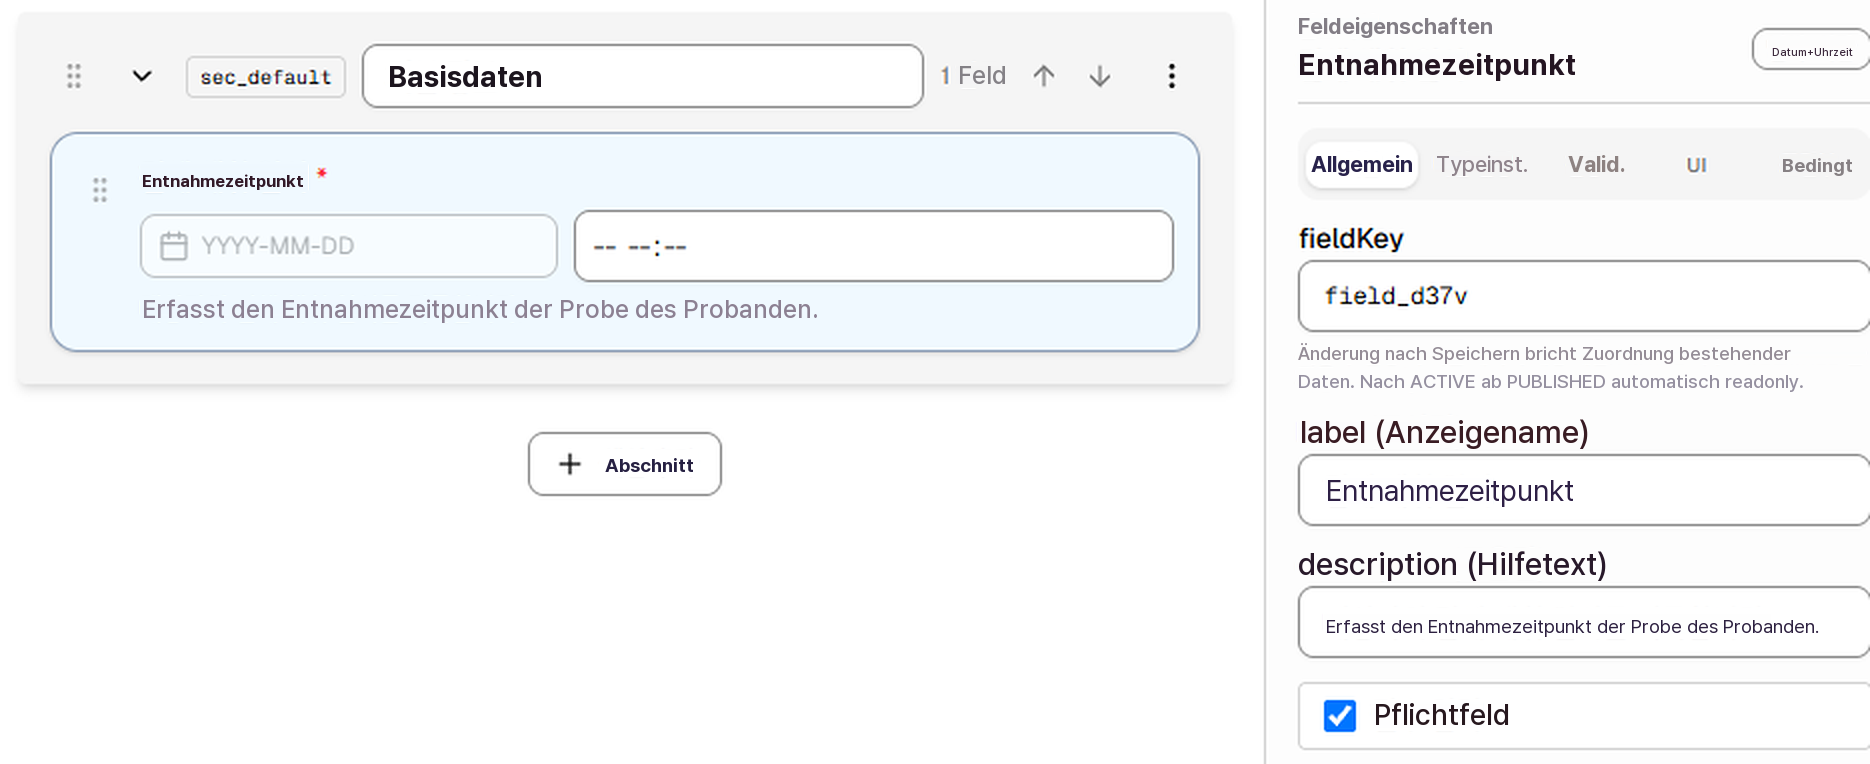 sec_default
Basisdaten
1 Feld
Entnahmezeitpunkt *
YYYY-MM-DD
-- --:--
Erfasst den Entnahmezeitpunkt der Probe des Probanden.
+ Abschnitt
Feldeigenschaften
Entnahmezeitpunkt
Datum+Uhrzeit
Allgemein Typeinst. Valid. UI Bedingt
fieldKey
field_d37v
Änderung nach Speichern bricht Zuordnung bestehender
Daten. Nach ACTIVE ab PUBLISHED automatisch readonly.
label (Anzeigename)
Entnahmezeitpunkt
description (Hilfetext)
Erfasst den Entnahmezeitpunkt der Probe des Probanden.
Pflichtfeld